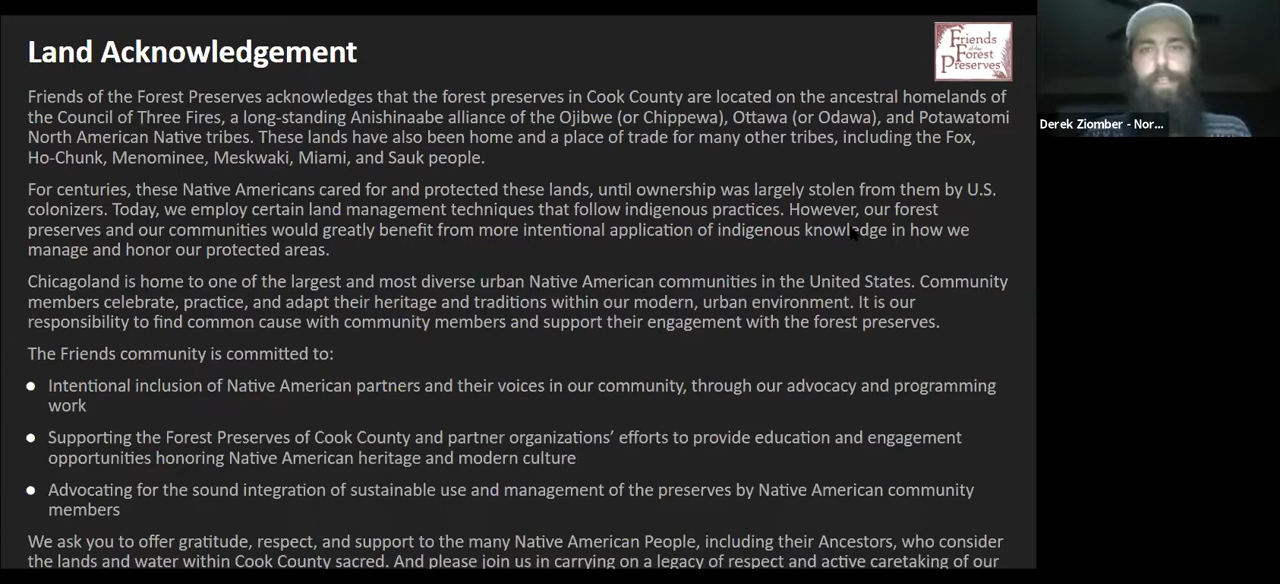 Land Acknowledgement
Friends of the Forest Preserves
Derek Ziomber - Nor...
Friends of the Forest Preserves acknowledges that the forest preserves in Cook County are located on the ancestral homelands of
the Council of Three Fires, a long-standing Anishinaabe alliance of the Ojibwe (or Chippewa), Ottawa (or Odawa), and Potawatomi
North American Native tribes. These lands have also been home and a place of trade for many other tribes, including the Fox,
Ho-Chunk, Menominee, Meskwaki, Miami, and Sauk people.
For centuries, these Native Americans cared for and protected these lands, until ownership was largely stolen from them by U.S.
colonizers. Today, we employ certain land management techniques that follow indigenous practices. However, our forest
preserves and our communities would greatly benefit from more intentional application of indigenous knowledge in how we
manage and honor our protected areas.
Chicagoland is home to one of the largest and most diverse urban Native American communities in the United States. Community
members celebrate, practice, and adapt their heritage and traditions within our modern, urban environment. It is our
responsibility to find common cause with community members and support their engagement with the forest preserves.
The Friends community is committed to:
● Intentional inclusion of Native American partners and their voices in our community, through our advocacy and programming
work
● Supporting the Forest Preserves of Cook County and partner organizations’ efforts to provide education and engagement
opportunities honoring Native American heritage and modern culture
● Advocating for the sound integration of sustainable use and management of the preserves by Native American community
members
We ask you to offer gratitude, respect, and support to the many Native American People, including their Ancestors, who consider
the lands and water within Cook County sacred. And please join us in carrying on a legacy of respect and active caretaking of our